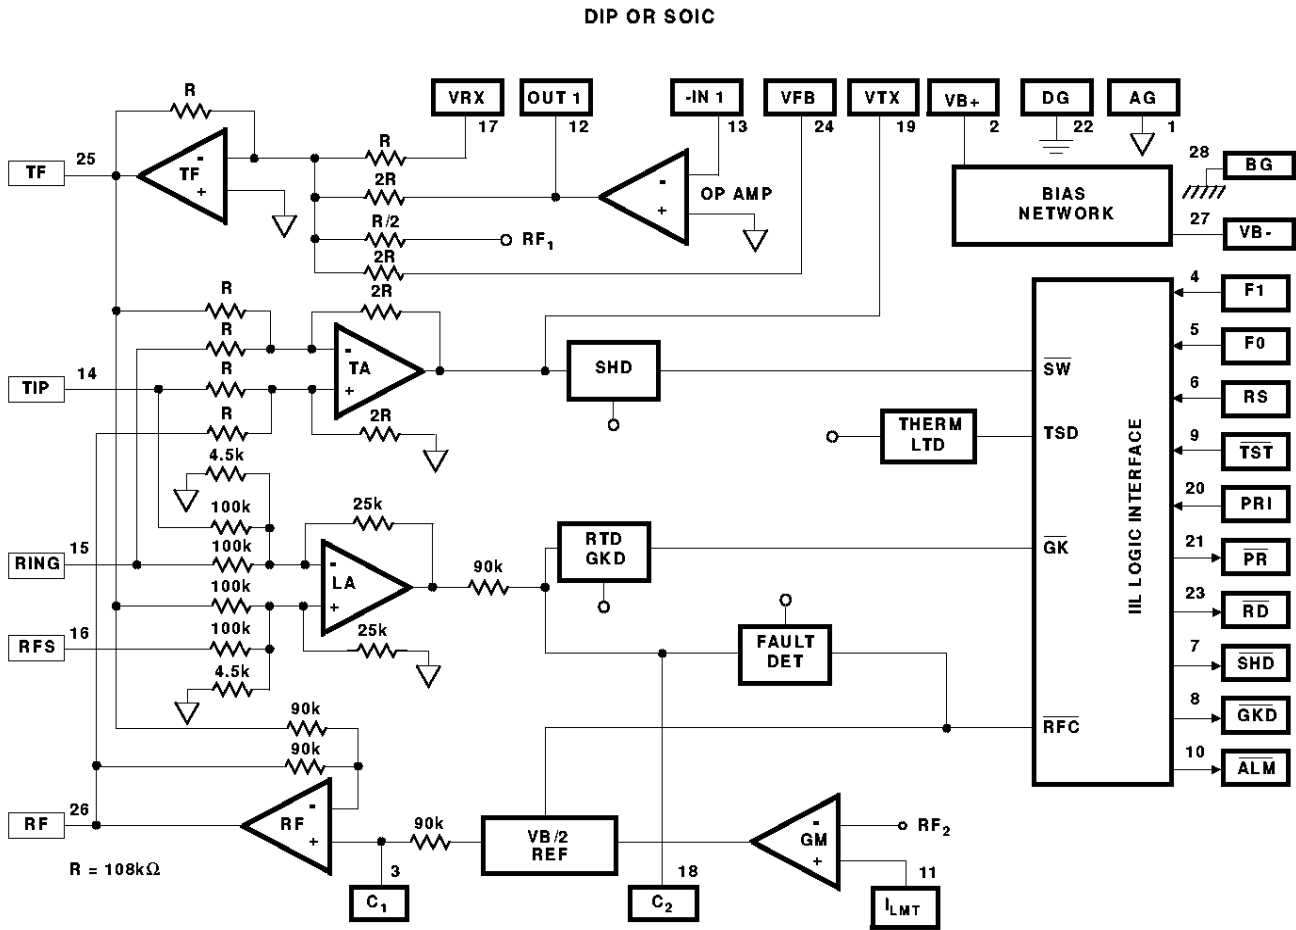 DIP OR SOIC
R
VRX
OUT 1
-IN 1
VFB
VTX
VB+
DG
AG
17
12
13
24
19
2
22
1
TF
25
TF
-
+
R
2R
R/2
RF1
2R
-
+
OP AMP
BIAS
NETWORK
28
BG
27
VB-
R
2R
R
-
TA
+
TIP
14
R
R
2R
SHD
SW
4
F1
5
F0
6
RS
THERM
LTD
TSD
9
TST
4.5k
100k
25k
RING
15
100k
-
LA
+
90k
RTD
GKD
GK
IIL LOGIC INTERFACE
20
PRI
21
PR
100k
RFS
16
100k
25k
4.5k
FAULT
DET
23
RD
7
SHD
90k
90k
RFC
8
GKD
10
ALM
RF
26
RF
-
+
90k
VB/2
REF
GM
-
+
RF2
R = 108kΩ
3
C1
18
C2
11
ILMT